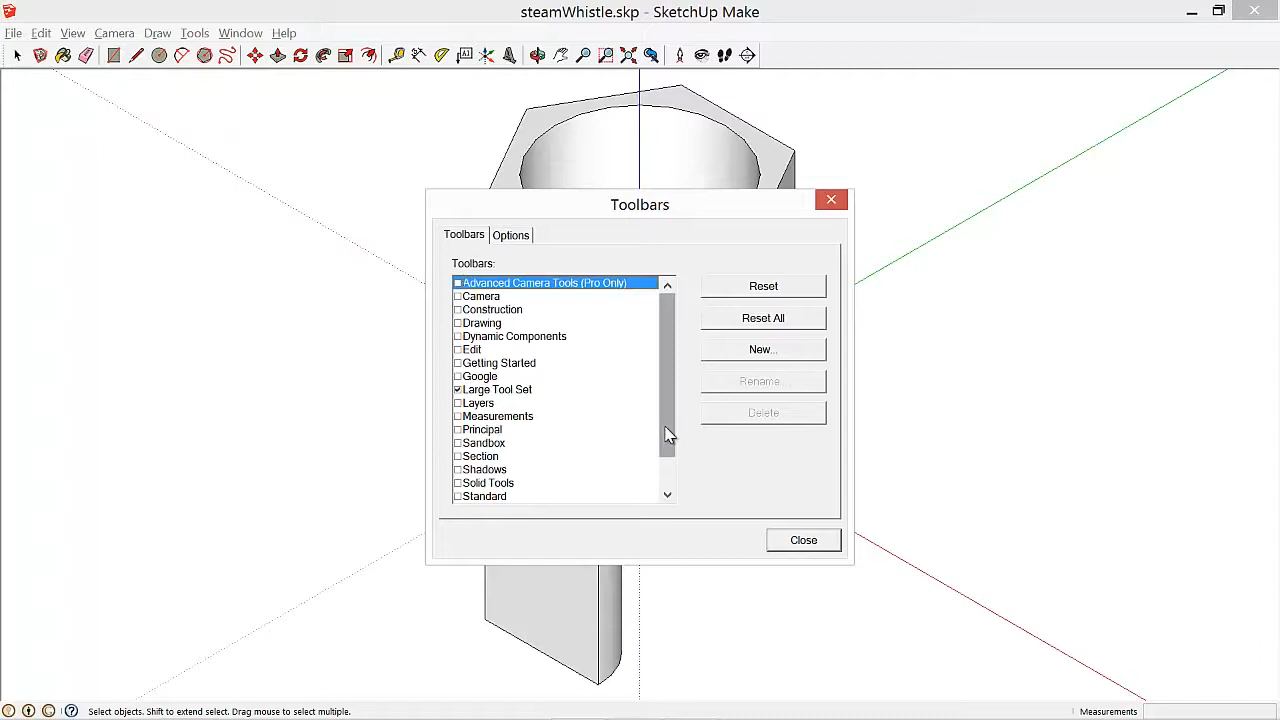 steamWhistle.skp - SketchUp Make
File Edit View Camera Draw Tools Window Help
Toolbars
Toolbars Options
Toolbars:
Advanced Camera Tools (Pro Only)
Camera
Construction
Drawing
Dynamic Components
Edit
Getting Started
Google
Large Tool Set
Layers
Measurements
Principal
Sandbox
Section
Shadows
Solid Tools
Standard
Reset
Reset All
New...
Rename...
Delete
Close
Select objects. Shift to extend select. Drag mouse to select multiple.
Measurements